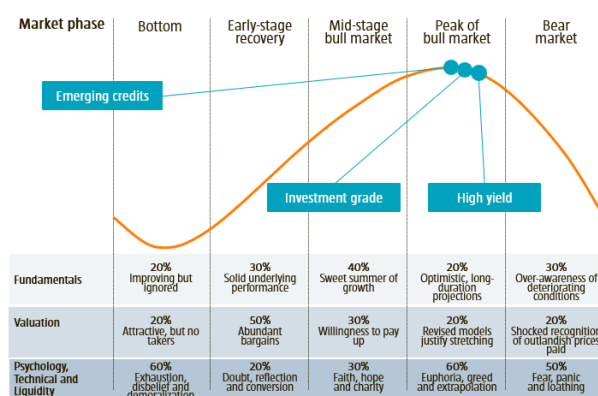 Market phase
Bottom
Early-stage
recovery
Mid-stage
bull market
Peak of
bull market
Bear
market
Emerging credits
Investment grade
High yield
Fundamentals
20%
Improving but
ignored
30%
Solid underlying
performance
40%
Sweet summer of
growth
20%
Optimistic, long-
duration
projections
30%
Over-awareness of
deteriorating
conditions
Valuation
20%
Attractive, but no
takers
50%
Abundant
bargains
30%
Willingness to pay
up
20%
Revised models
justify stretching
20%
Shocked recognition
of outlandish prices
paid
Psychology,
Technical and
Liquidity
60%
Exhaustion,
disbelief and
demoralization
20%
Doubt, reflection
and conversion
30%
Faith, hope
and charity
60%
Euphoria, greed
and extrapolation
50%
Fear, panic
and loathing